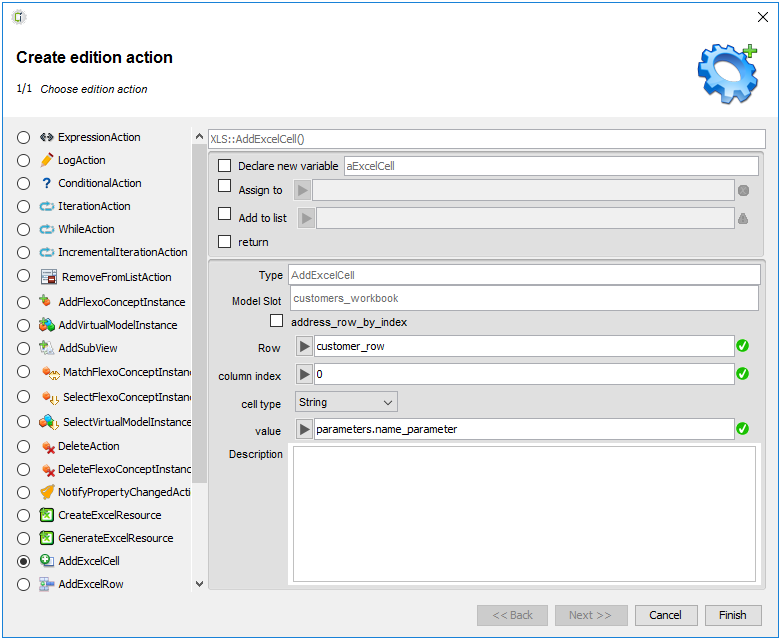 Create edition action
1/1 Choose edition action
ExpressionAction
LogAction
ConditionalAction
IterationAction
WhileAction
IncrementalIterationAction
RemoveFromListAction
AddFlexoConceptInstance
AddVirtualModelInstance
AddSubView
MatchFlexoConceptInstanc
SelectFlexoConceptInstanc
SelectVirtualModelInstance
DeleteAction
DeleteFlexoConceptInstanc
NotifyPropertyChangedActi
CreateExcelResource
GenerateExcelResource
AddExcelCell
AddExcelRow
XLS::AddExcelCell()
Declare new variable aExcelCell
Assign to
Add to list
return
Type AddExcelCell
Model Slot customers_workbook
address_row_by_index
Row customer_row
column index 0
cell type String
value parameters.name_parameter
Description
<< Back Next >> Cancel Finish